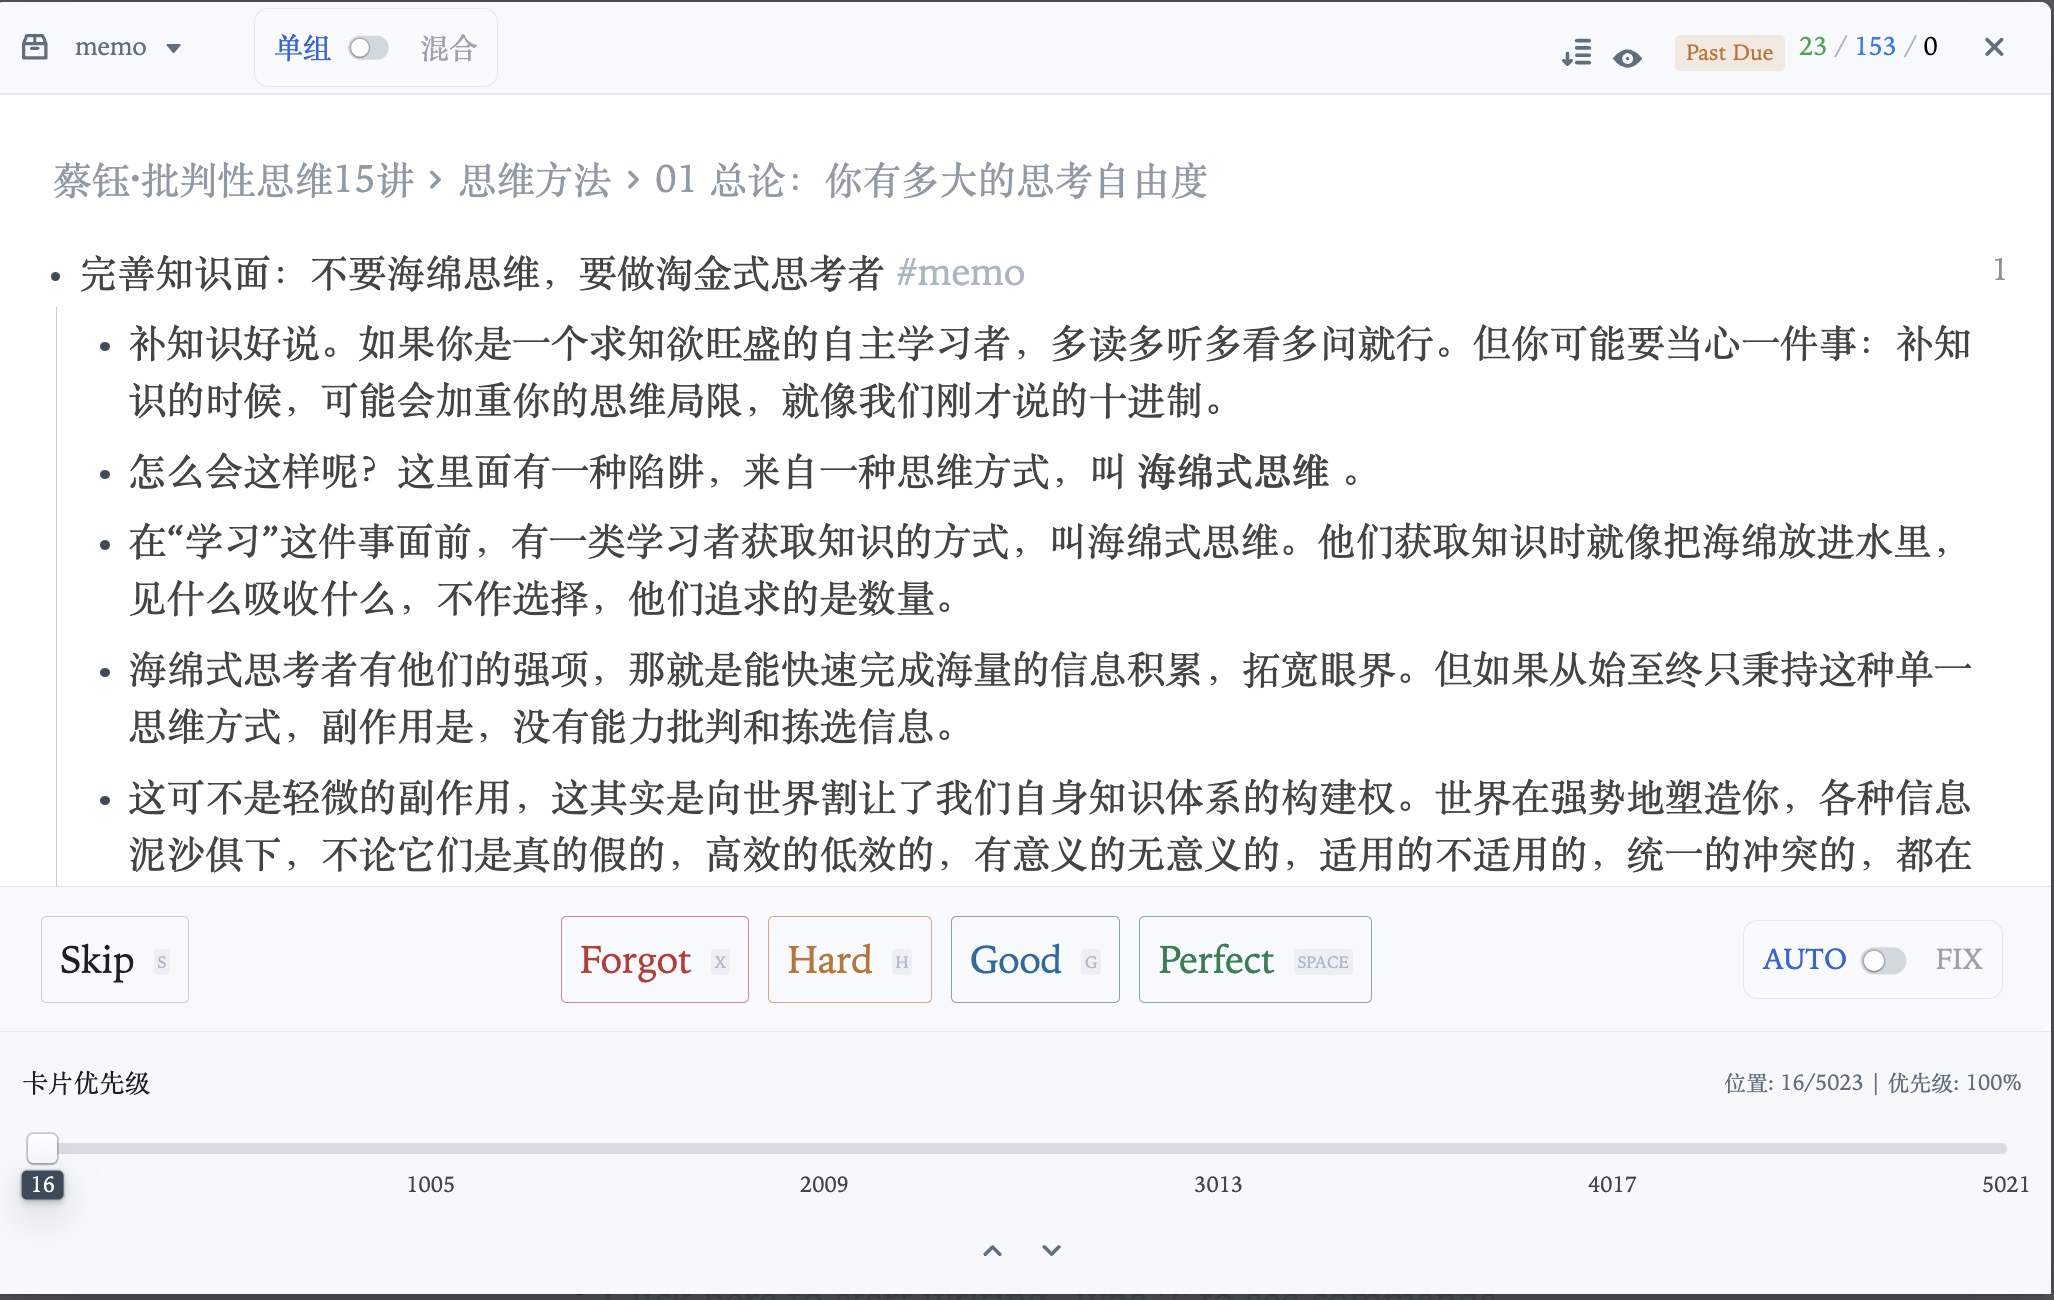 memo
单组 混合
Past Due 23 / 153 / 0
蔡钰·批判性思维15讲 › 思维方法 › 01 总论：你有多大的思考自由度
完善知识面：不要海绵思维，要做淘金式思考者 #memo 1
补知识好说。如果你是一个求知欲旺盛的自主学习者，多读多听多看多问就行。但你可能要当心一件事：补知
识的时候，可能会加重你的思维局限，就像我们刚才说的十进制。
怎么会这样呢？这里面有一种陷阱，来自一种思维方式，叫 海绵式思维 。
在“学习”这件事面前，有一类学习者获取知识的方式，叫海绵式思维。他们获取知识时就像把海绵放进水里，
见什么吸收什么，不作选择，他们追求的是数量。
海绵式思考者有他们的强项，那就是能快速完成海量的信息积累，拓宽眼界。但如果从始至终只秉持这种单一
思维方式，副作用是，没有能力批判和拣选信息。
这可不是轻微的副作用，这其实是向世界割让了我们自身知识体系的构建权。世界在强势地塑造你，各种信息
泥沙俱下，不论它们是真的假的，高效的低效的，有意义的无意义的，适用的不适用的，统一的冲突的，都在
Skip S Forgot X Hard H Good G Perfect SPACE AUTO FIX
卡片优先级 位置: 16/5023 | 优先级: 100%
16 1005 2009 3013 4017 5021